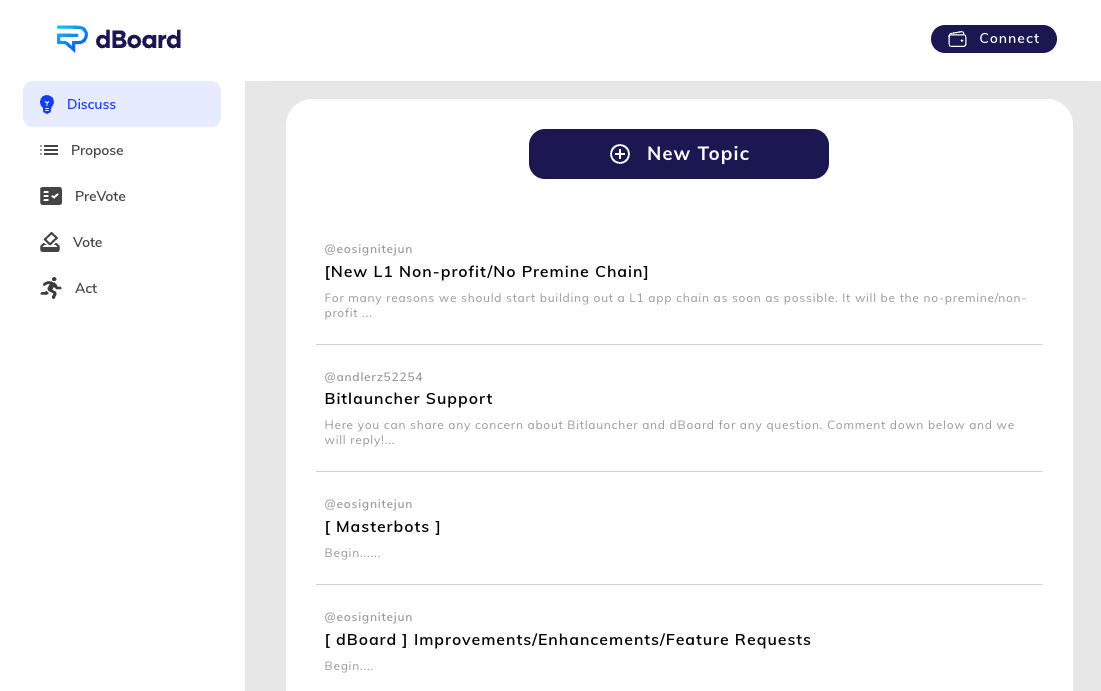 dBoard
Connect
Discuss
Propose
PreVote
Vote
Act
New Topic
@eosignitejun
[New L1 Non-profit/No Premine Chain]
For many reasons we should start building out a L1 app chain as soon as possible. It will be the no-premine/non-
profit ...
@andlerz52254
Bitlauncher Support
Here you can share any concern about Bitlauncher and dBoard for any question. Comment down below and we
will reply!...
@eosignitejun
[ Masterbots ]
Begin......
@eosignitejun
[ dBoard ] Improvements/Enhancements/Feature Requests
Begin....